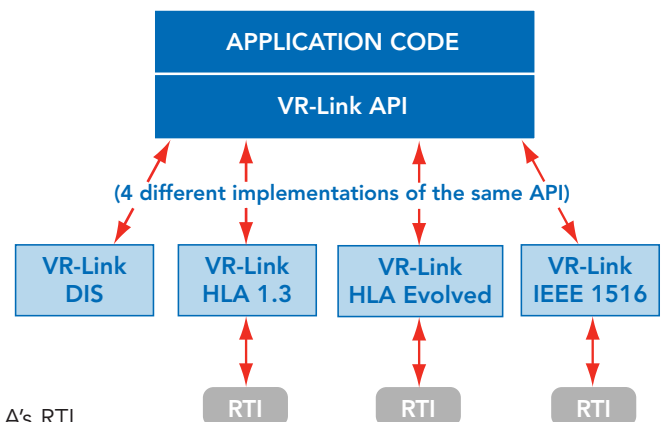 APPLICATION CODE
VR-Link API
(4 different implementations of the same API)
VR-Link
DIS
VR-Link
HLA 1.3
VR-Link
HLA Evolved
VR-Link
IEEE 1516
A's RTI
RTI
RTI
RTI